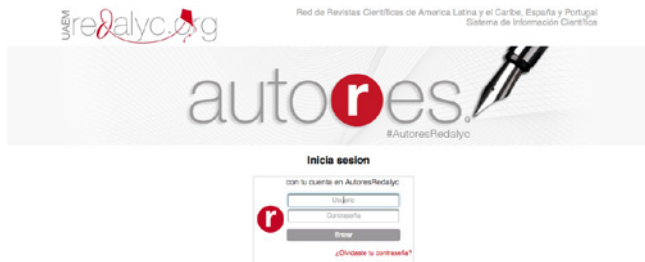 UAEM
redalyc.org
Red de Revistas Científicas de America Latina y el Caribe, España y Portugal
Sistema de Información Científica
autores.
#AutoresRedalyc
Inicia sesion
con tu cuenta en AutoresRedalyc
Usuario
r
Contraseña
Entrar
¿Olvidaste tu contraseña?